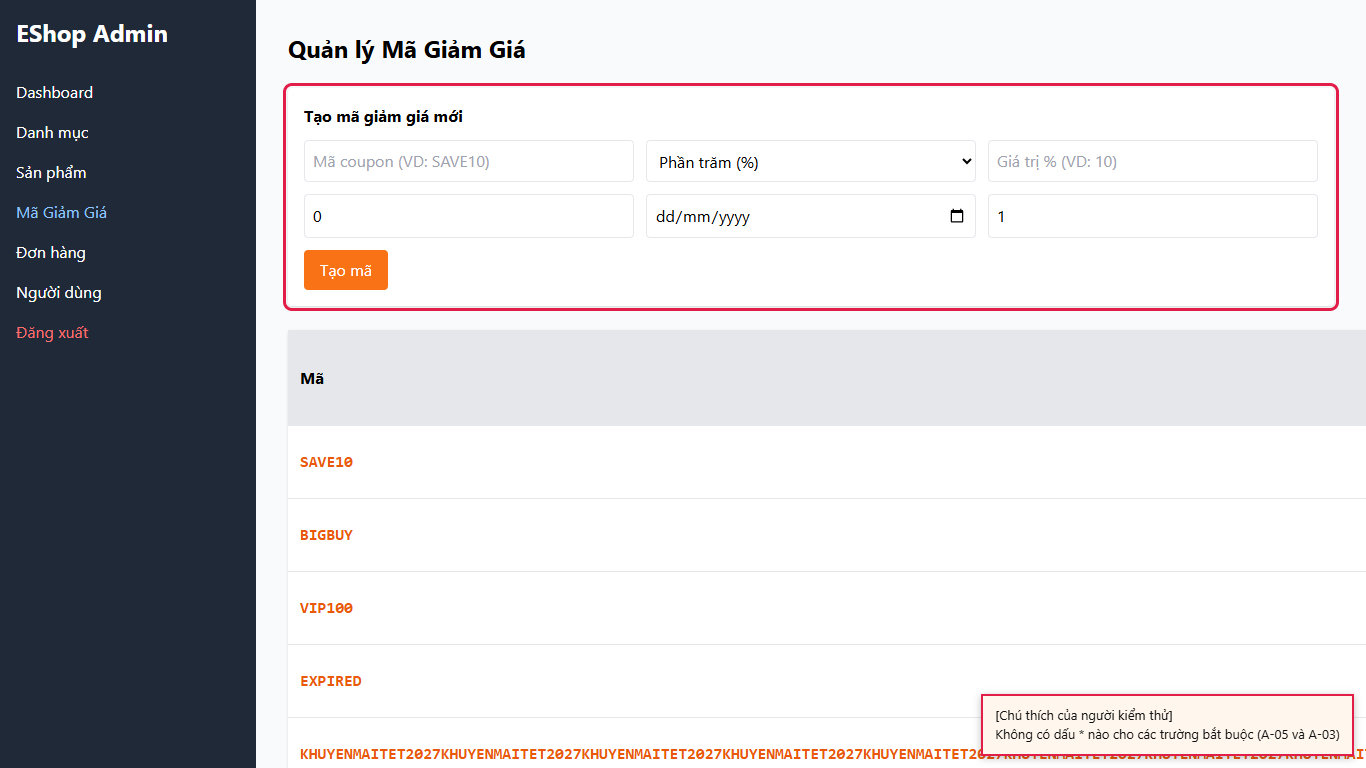 EShop Admin
Dashboard
Danh mục
Sản phẩm
Mã Giảm Giá
Đơn hàng
Người dùng
Đăng xuất
Quản lý Mã Giảm Giá
Tạo mã giảm giá mới
Mã coupon (VD: SAVE10)
Phần trăm (%)
Giá trị % (VD: 10)
0
dd/mm/yyyy
1
Tạo mã
Mã
SAVE10
BIGBUY
VIP100
EXPIRED
KHUYENMAITET2027KHUYENMAITET2027KHUYENMAITET2027KHUYENMAITET2027KHUYENMAITET2027KHUYENMAITET2027KHUYENMAITET2027KHUYENMAI
[Chú thích của người kiểm thử]
Không có dấu * nào cho các trường bắt buộc (A-05 và A-03)